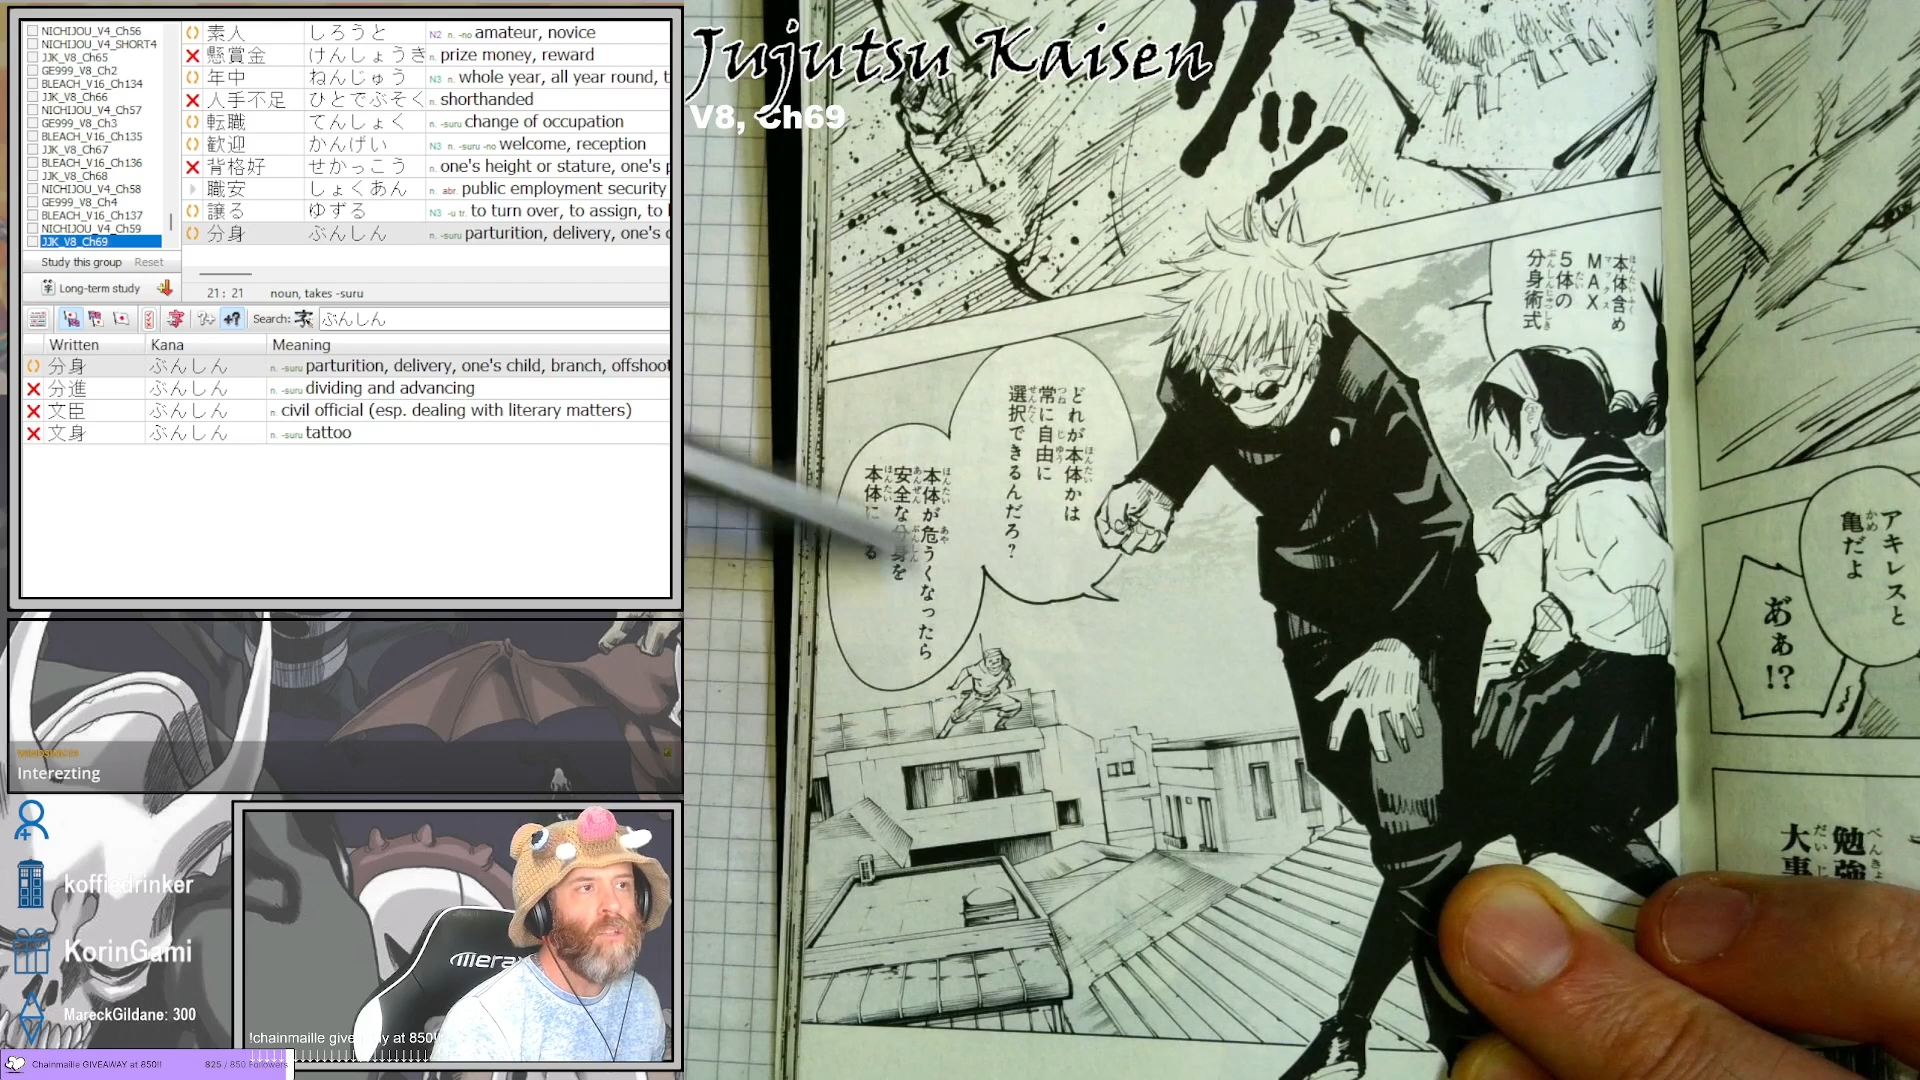 NICHIJOU_V4_Ch56
NICHIJOU_V4_SHORT4
JJK_V8_Ch65
GE999_V8_Ch2
BLEACH_V16_Ch134
JJK_V8_Ch66
NICHIJOU_V4_Ch57
GE999_V8_Ch3
BLEACH_V16_Ch135
JJK_V8_Ch67
BLEACH_V16_Ch136
JJK_V8_Ch68
NICHIJOU_V4_Ch58
GE999_V8_Ch4
BLEACH_V16_Ch137
NICHIJOU_V4_Ch59
JJK_V8_Ch69
Study this group Reset
Long-term study
素人 しろうと N2 n. -no amateur, novice
懸賞金 けんしょうき n. prize money, reward
年中 ねんじゅう N3 n. whole year, all year round, t
人手不足 ひとでぶそく n. shorthanded
転職 てんしょく n. -suru change of occupation
歓迎 かんげい N3 n. -suru -no welcome, reception
背格好 せかっこう n. one's height or stature, one's p
職安 しょくあん n. abr. public employment security
譲る ゆずる N3 -u tr. to turn over, to assign, to
分身 ぶんしん n. -suru parturition, delivery, one's c
21: 21 noun, takes -suru
Search: ぶんしん
Written Kana Meaning
分身 ぶんしん n. -suru parturition, delivery, one's child, branch, offshoot
分進 ぶんしん n. -suru dividing and advancing
文臣 ぶんしん n. civil official (esp. dealing with literary matters)
文身 ぶんしん n. -suru tattoo
Interezting
koffiedrinker
KorinGami
MareckGildane: 300
!chainmaille giveaway at 850!
Chainmaille GIVEAWAY at 850!! 825 / 850 Followers
Jujutsu Kaisen
V8, Ch69
ッ
アキレスと
亀だよ
あぁ!?
勉強
大事
本体含め
MAX
5体の
分身術式
どれが本体かは
常に自由に
選択できるんだろ?
本体が危うくなったら
安全な分身を
本体に
る